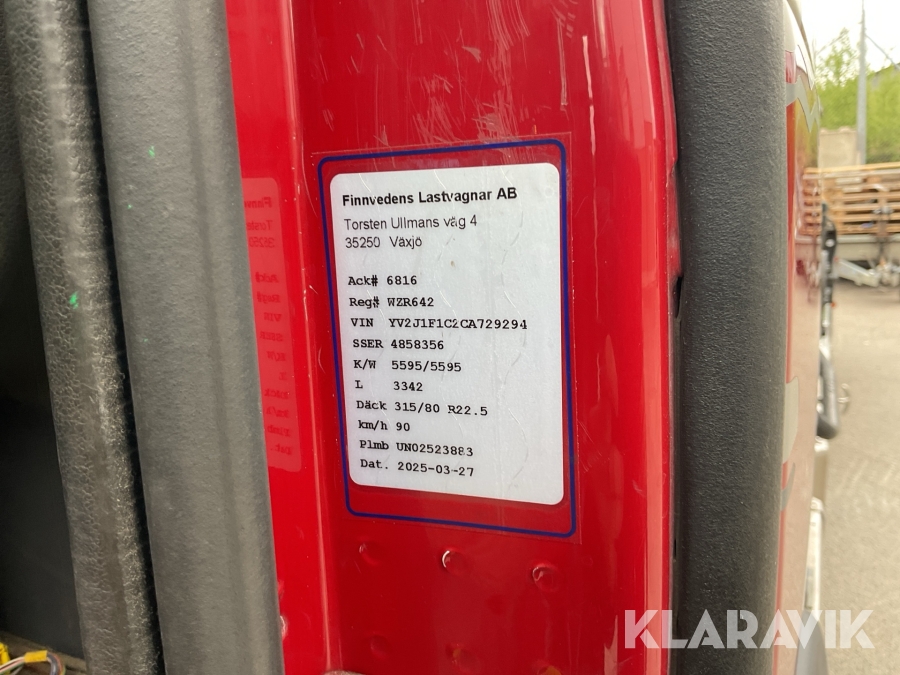 Finnvedens Lastvagnar AB
Torsten Ullmans väg 4
35250 Växjö
Ack# 6816
Reg# WZR642
VIN YV2J1F1C2CA729294
SSER 4858356
K/W 5595/5595
L 3342
Däck 315/80 R22.5
km/h 90
Plmb UN02523883
Dat. 2025-03-27
KLARAVIK